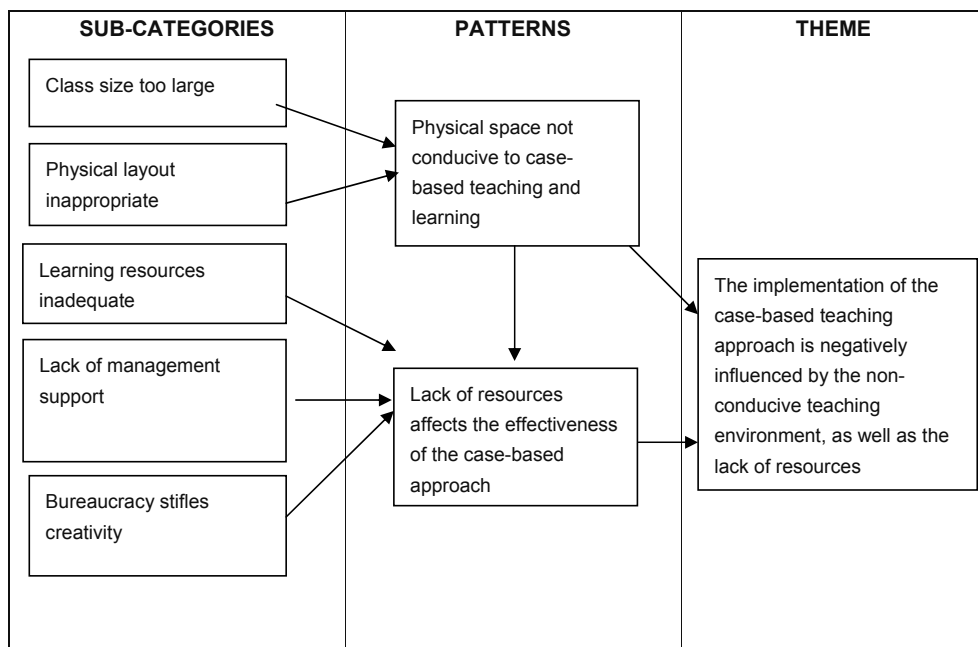 SUB-CATEGORIES
Class size too large
Physical layout
inappropriate
Learning resources
inadequate
Lack of management
support
Bureaucracy stifles
creativity
PATTERNS
Physical space not
conducive to case-
based teaching and
learning
Lack of resources
affects the effectiveness
of the case-based
approach
THEME
The implementation of the
case-based teaching
approach is negatively
influenced by the non-
conducive teaching
environment, as well as the
lack of resources